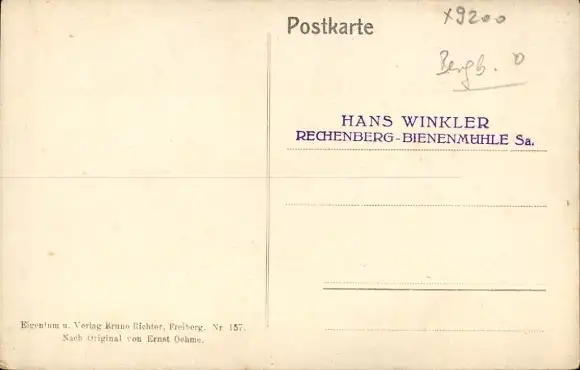 Postkarte
x9200
Bergb. O
HANS WINKLER
RECHENBERG-BIENENMÜHLE Sa.
Eigentum u. Verlag Bruno Richter, Freiberg. Nr 157.
Nach Original von Ernst Oehme.